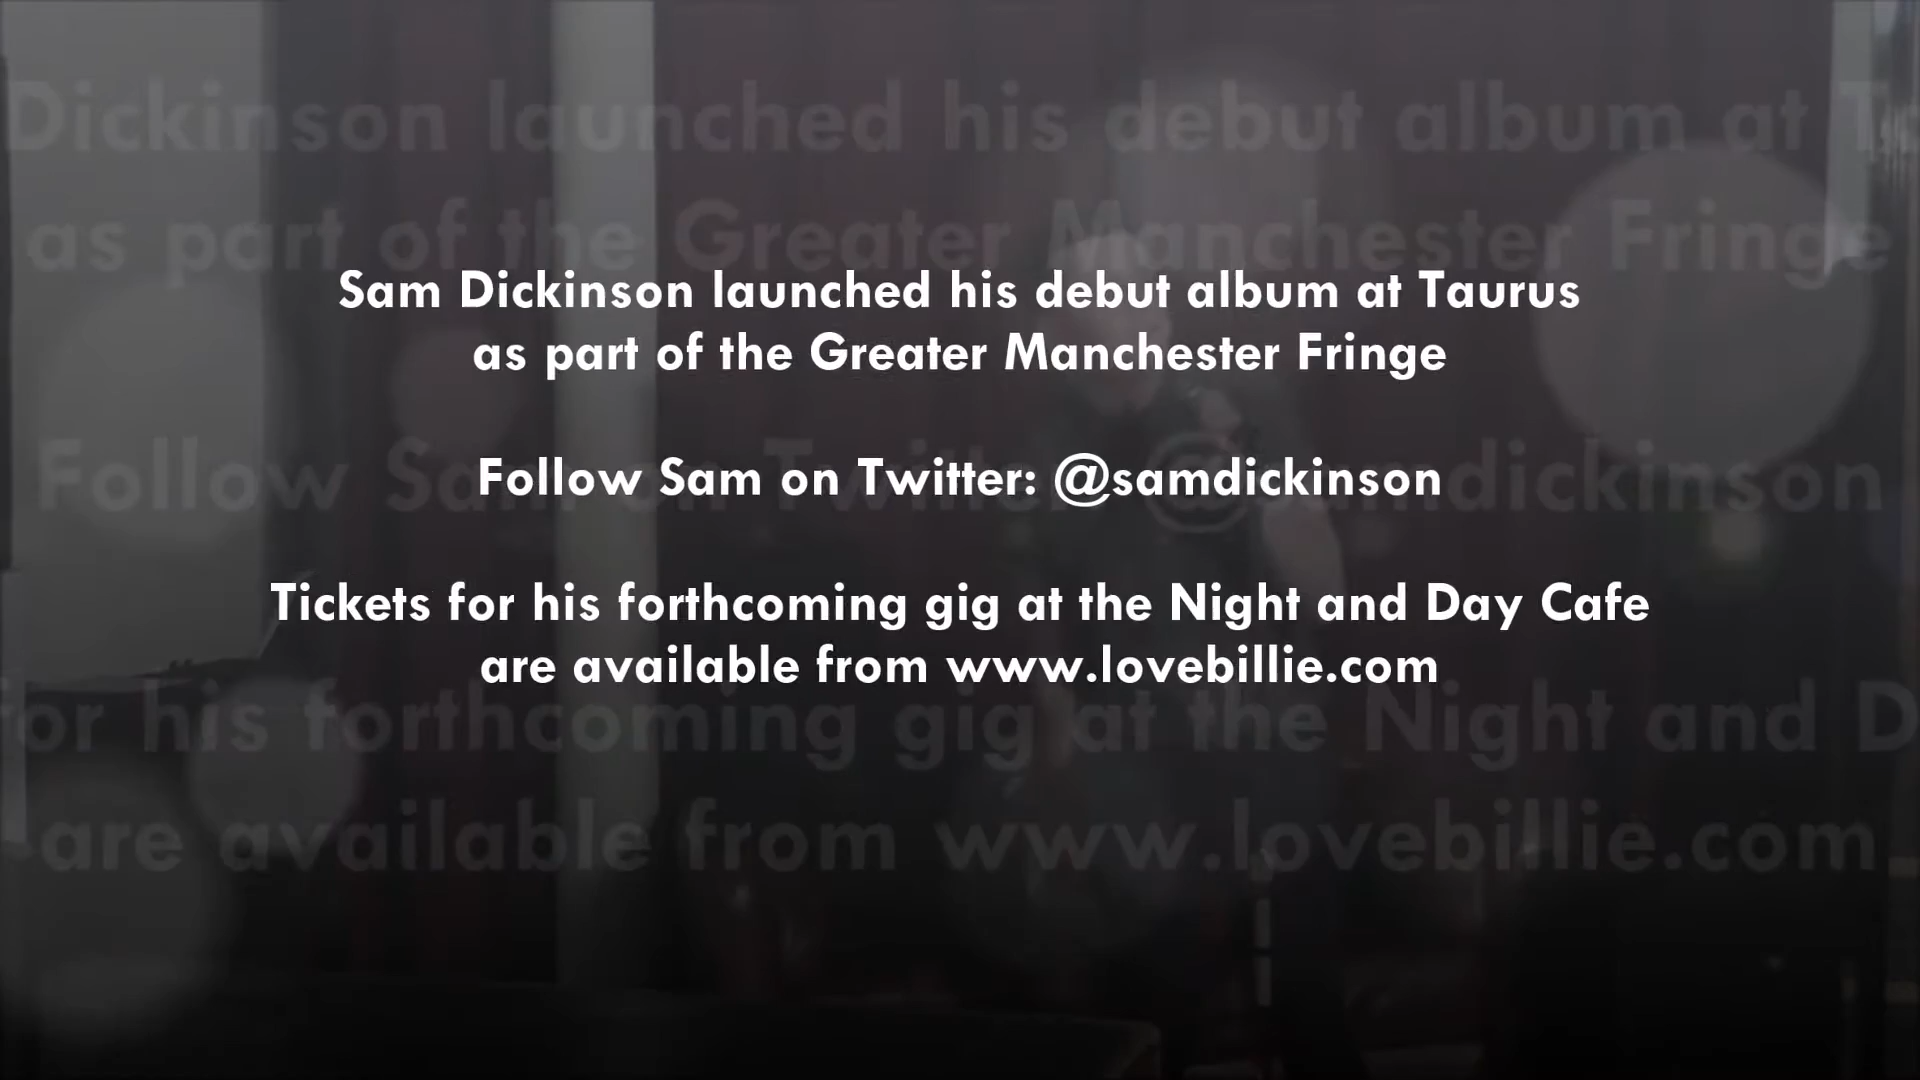 Sam Dickinson launched his debut album at Taurus
as part of the Greater Manchester Fringe
Follow Sam on Twitter: @samdickinson
Tickets for his forthcoming gig at the Night and Day Cafe
are available from www.lovebillie.com